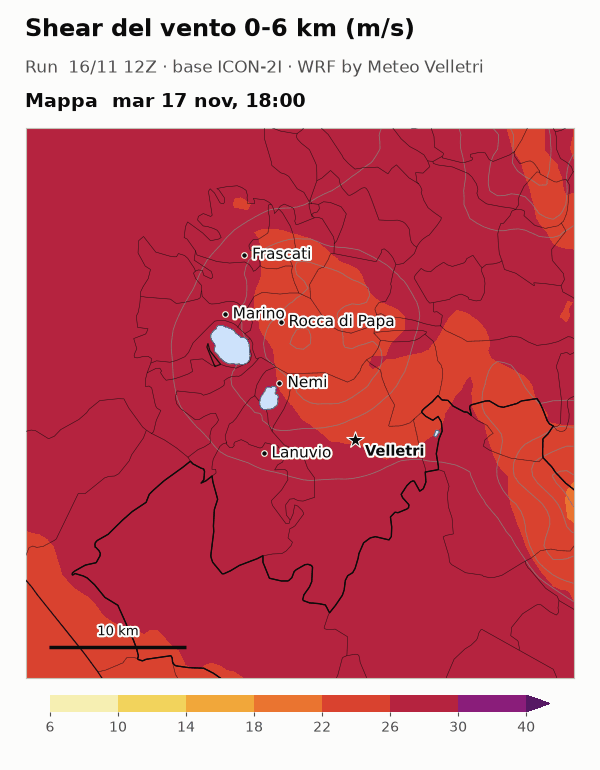 Shear del vento 0-6 km (m/s)
Run  16/11 12Z · base ICON-2I · WRF by Meteo Velletri
Mappa  mar 17 nov, 18:00
Frascati
Marino
Rocca di Papa
Nemi
Velletri
Lanuvio
10 km
6 10 14 18 22 26 30 40